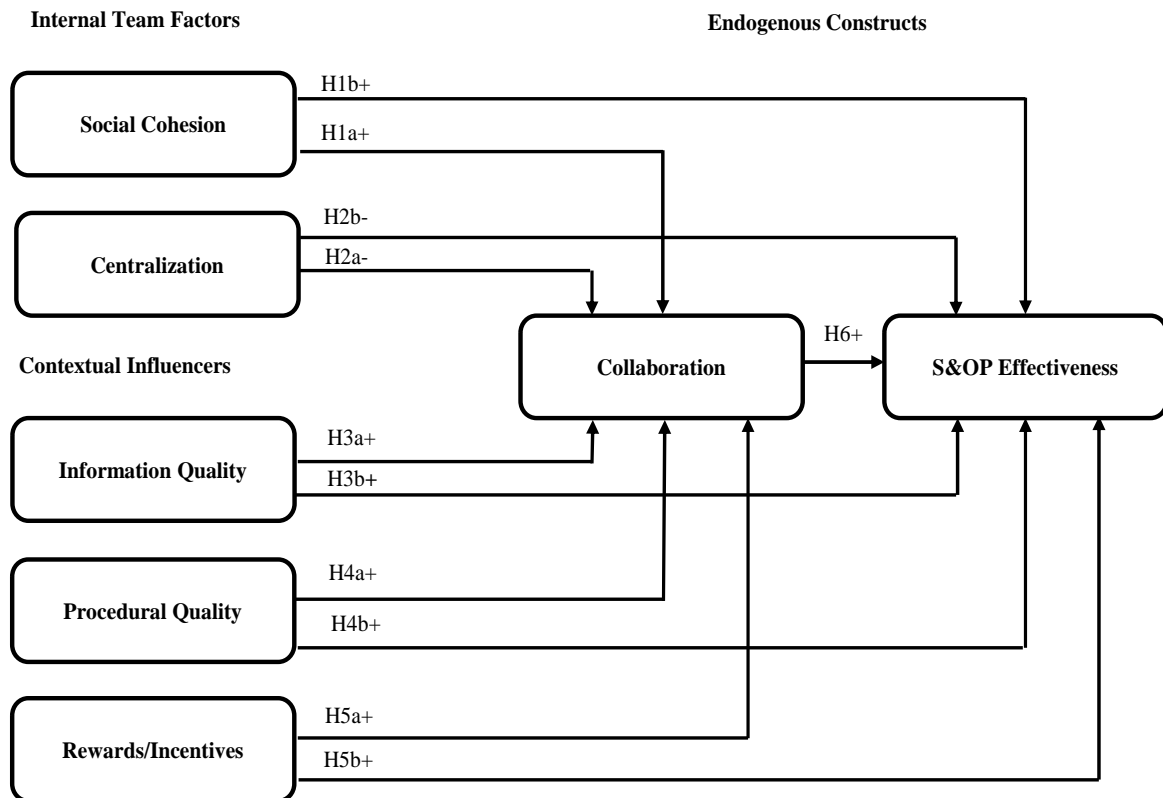 Internal Team Factors
Endogenous Constructs
H1b+
Social Cohesion
H1a+
H2b-
Centralization
H2a-
H6+
Collaboration
S&OP Effectiveness
Contextual Influencers
H3a+
Information Quality
H3b+
H4a+
Procedural Quality
H4b+
H5a+
Rewards/Incentives
H5b+